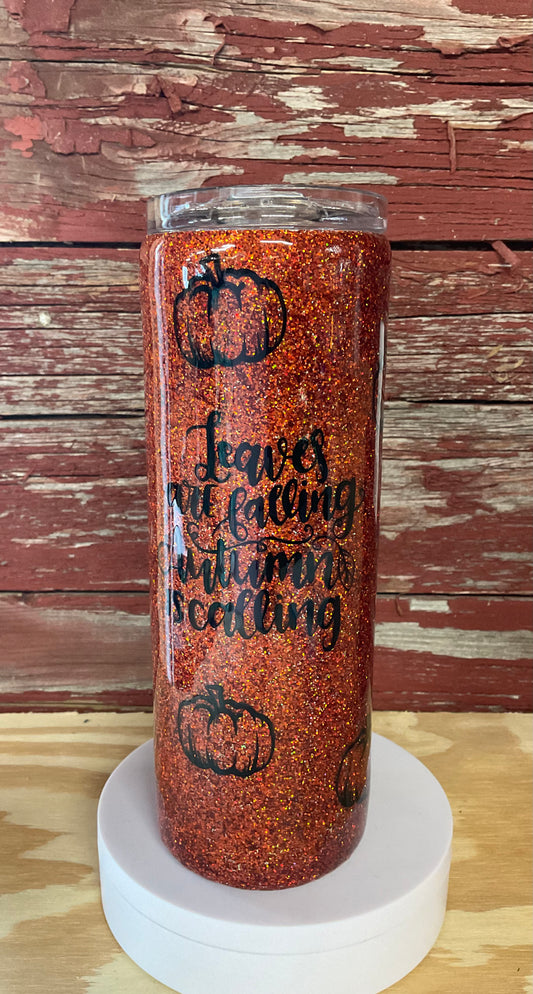 Leaves
are falling
autumn
is calling